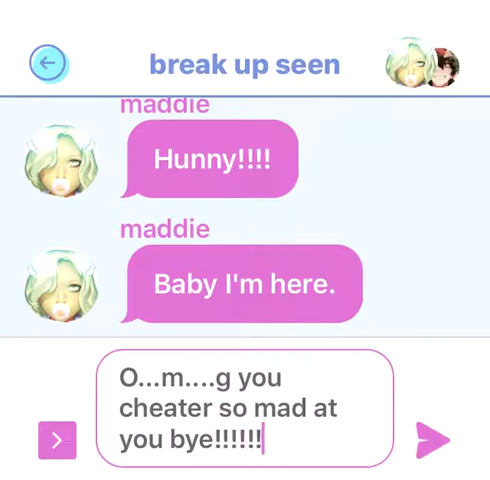 break up seen
maddie
Hunny!!!!
maddie
Baby I'm here.
O...m....g you
cheater so mad at
you bye!!!!!!